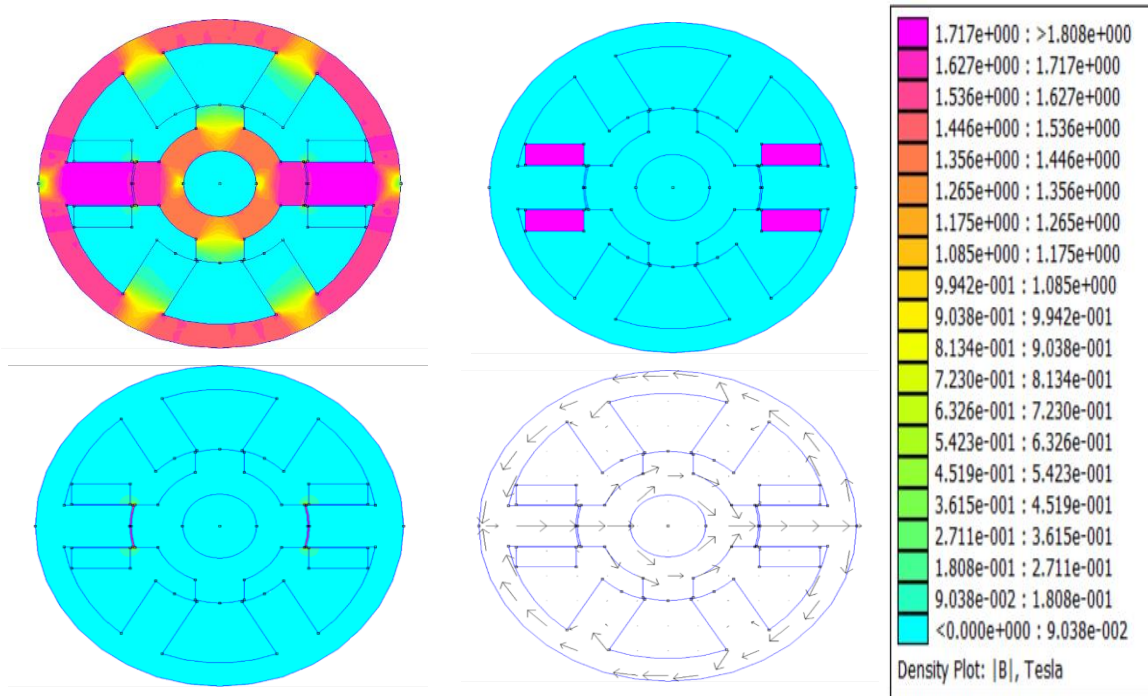 1.717e+000 : >1.808e+000
1.627e+000 : 1.717e+000
1.536e+000 : 1.627e+000
1.446e+000 : 1.536e+000
1.356e+000 : 1.446e+000
1.265e+000 : 1.356e+000
1.175e+000 : 1.265e+000
1.085e+000 : 1.175e+000
9.942e-001 : 1.085e+000
9.038e-001 : 9.942e-001
8.134e-001 : 9.038e-001
7.230e-001 : 8.134e-001
6.326e-001 : 7.230e-001
5.423e-001 : 6.326e-001
4.519e-001 : 5.423e-001
3.615e-001 : 4.519e-001
2.711e-001 : 3.615e-001
1.808e-001 : 2.711e-001
9.038e-002 : 1.808e-001
<0.000e+000 : 9.038e-002
Density Plot: |B|, Tesla